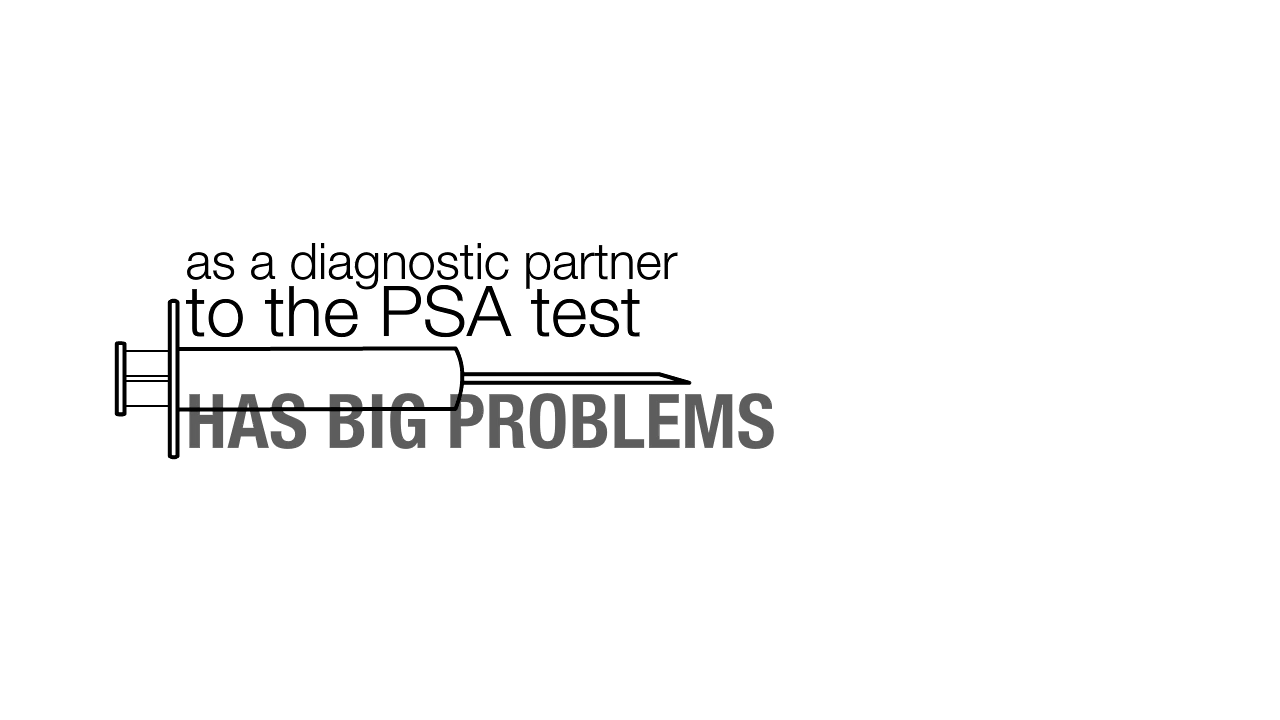 as a diagnostic partner
to the PSA test
HAS BIG PROBLEMS